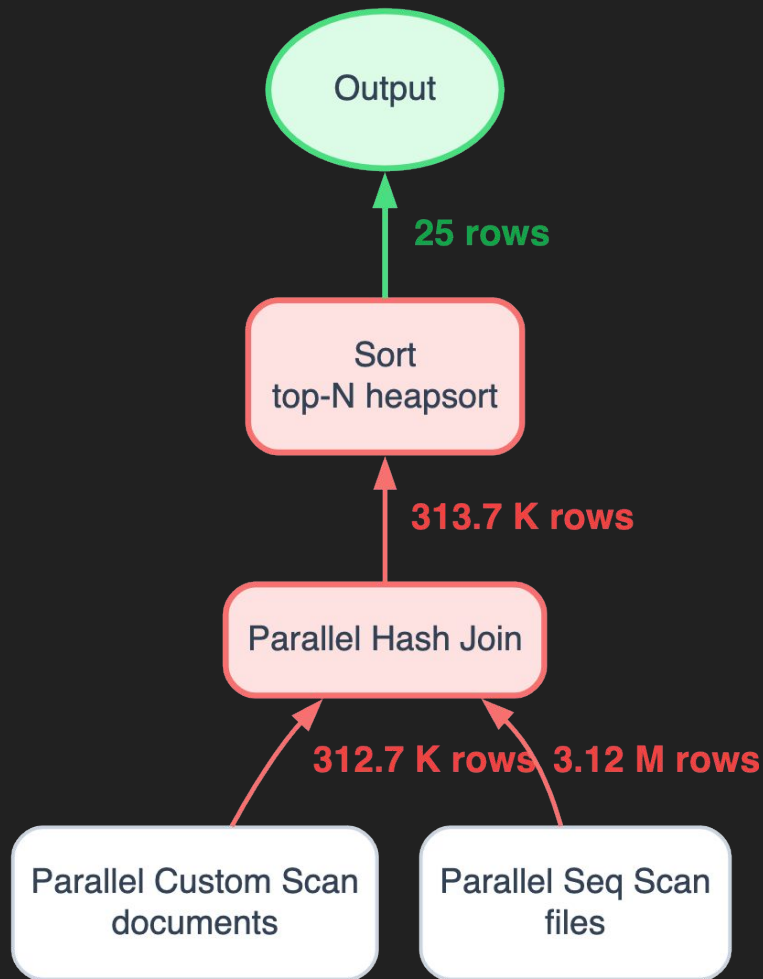 Output
25 rows
Sort
top-N heapsort
313.7 K rows
Parallel Hash Join
312.7 K rows
3.12 M rows
Parallel Custom Scan
documents
Parallel Seq Scan
files